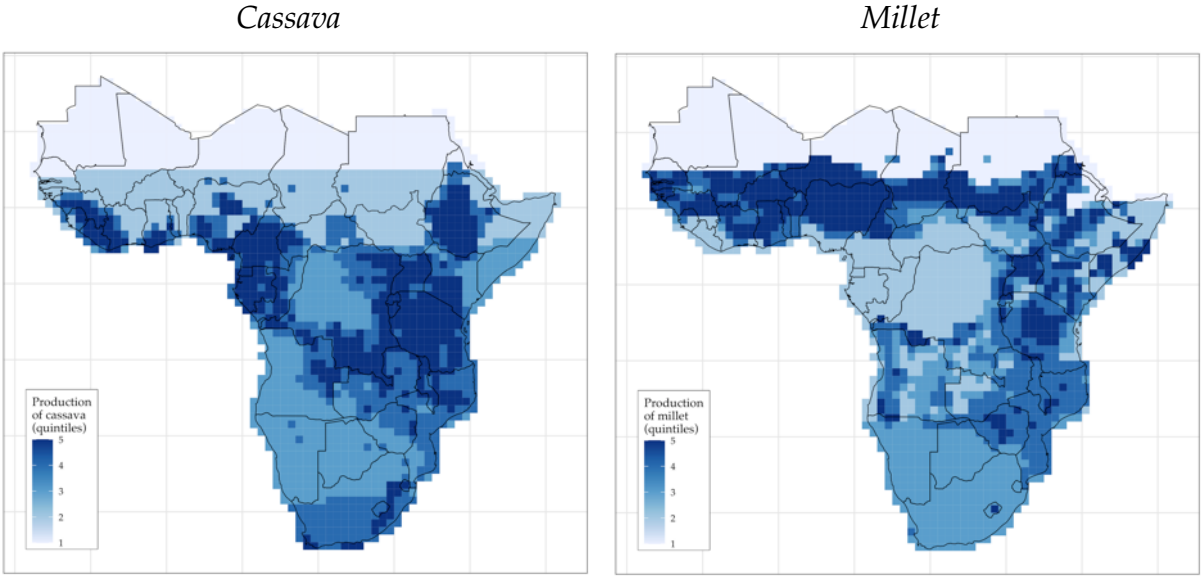 Cassava
Millet
Production
of cassava
(quintiles)
5
4
3
2
1
Production
of millet
(quintiles)
5
4
3
2
1